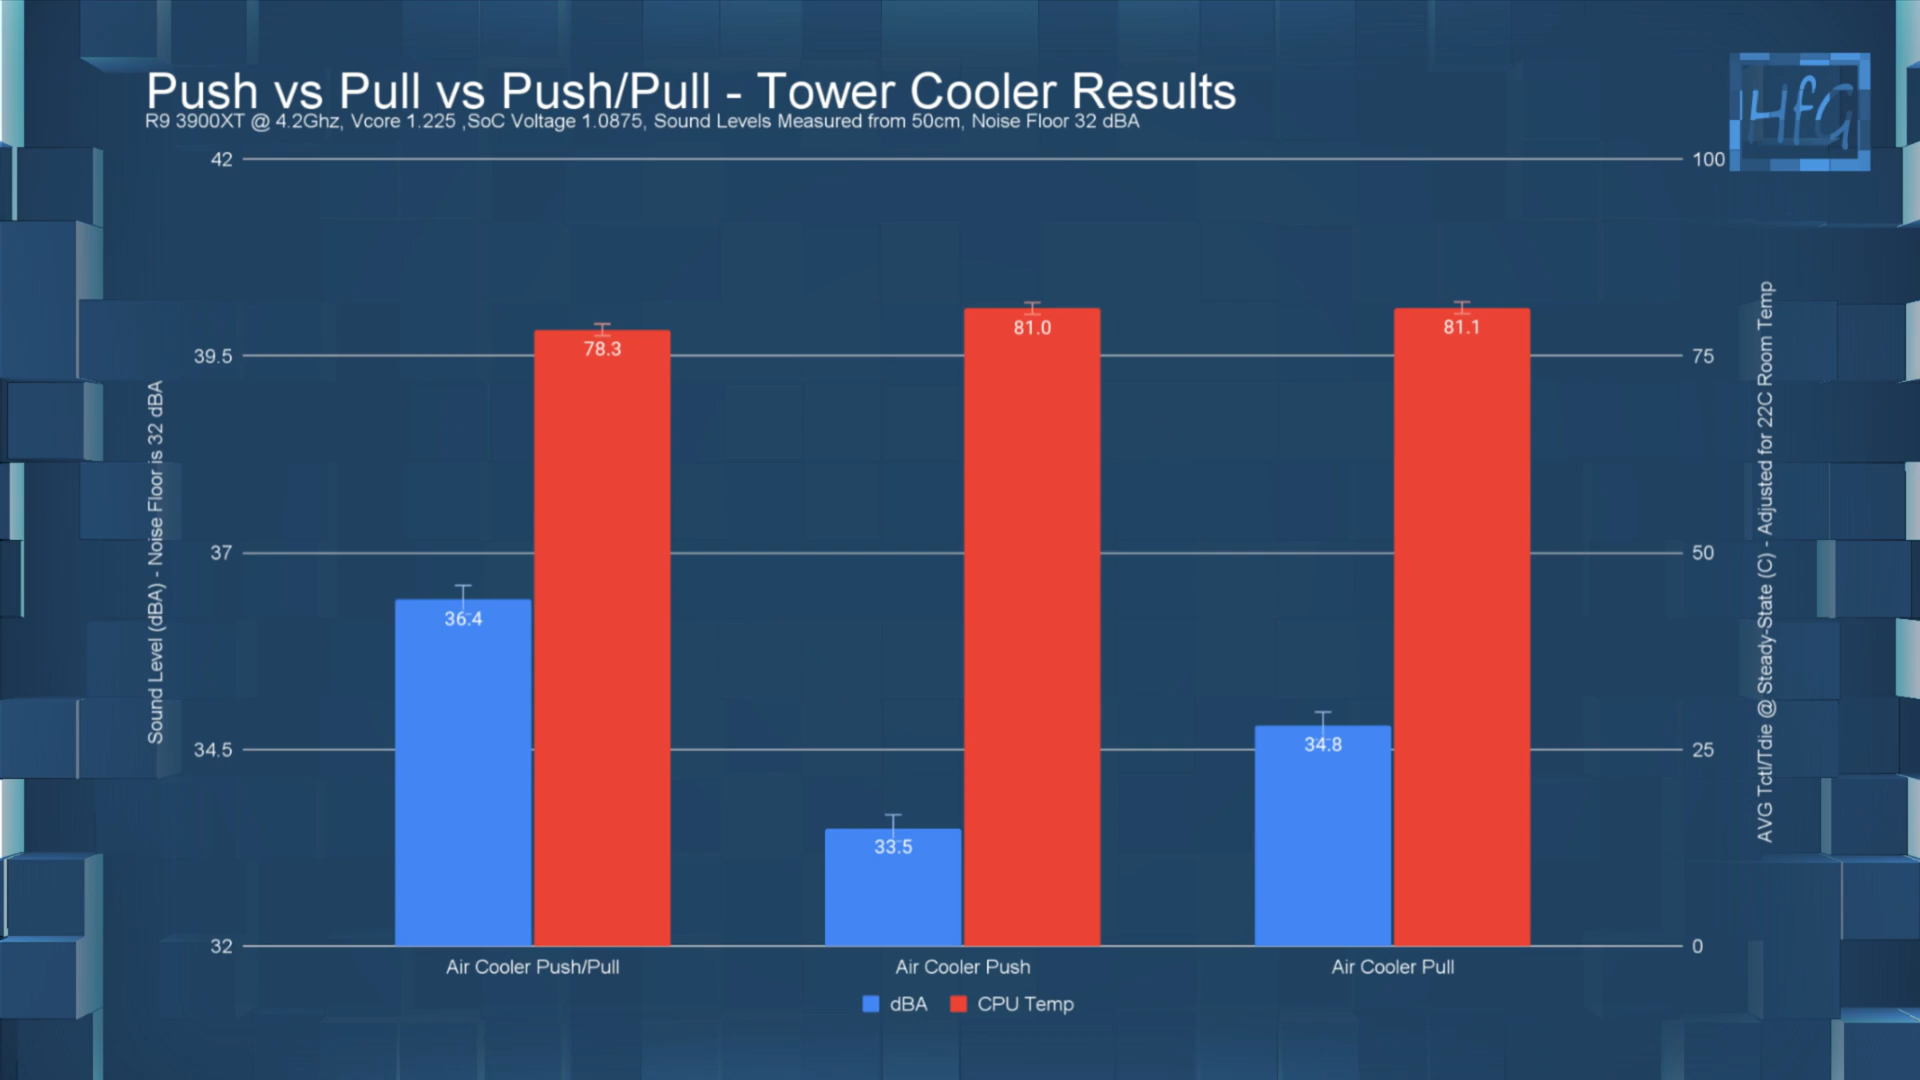 Push vs Pull vs Push/Pull - Tower Cooler Results
R9 3900XT @ 4.2Ghz, Vcore 1.225 ,SoC Voltage 1.0875, Sound Levels Measured from 50cm, Noise Floor 32 dBA
HfG
42
100
39.5
75
37
50
34.5
25
32
0
Sound Level (dBA) - Noise Floor is 32 dBA
AVG Tctl/Tdie @ Steady-State (C) - Adjusted for 22C Room Temp
36.4
78.3
33.5
81.0
34.8
81.1
Air Cooler Push/Pull
Air Cooler Push
Air Cooler Pull
dBA
CPU Temp